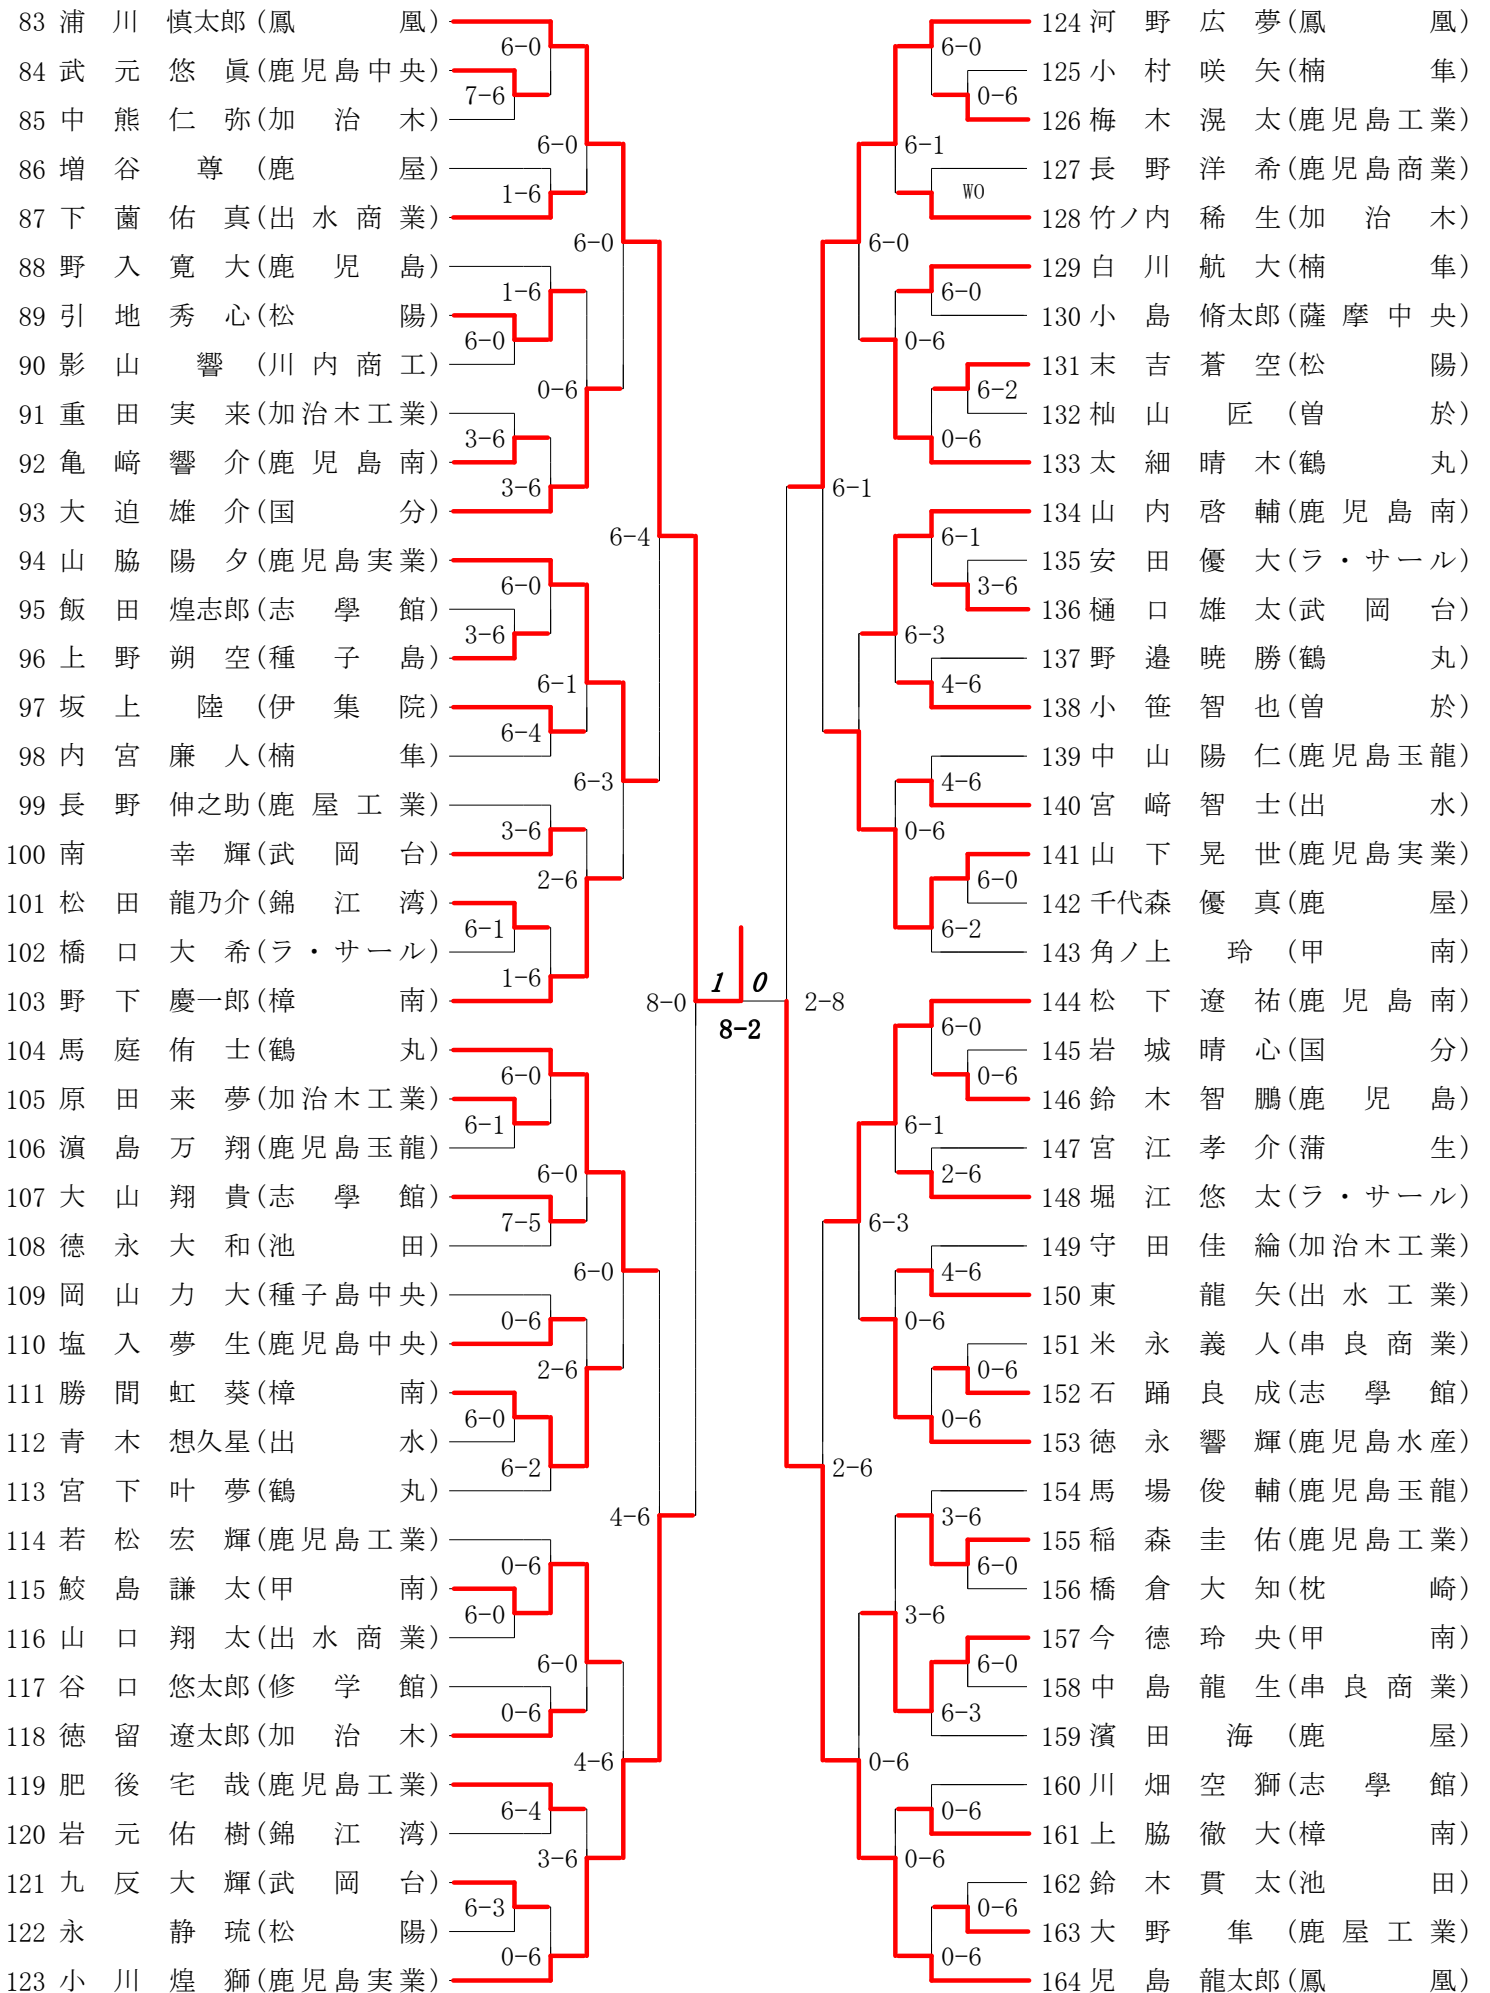 83 浦川慎太郎(鳳凰)
6-0
84 武元悠眞(鹿児島中央)
7-6
85 中熊仁弥(加治木)
6-0
86 増谷尊(鹿屋)
1-6
87 下薗佑真(出水商業)
6-0
88 野入寛大(鹿児島)
1-6
89 引地秀心(松陽)
6-0
90 影山響(川内商工)
0-6
91 重田実来(加治木工業)
3-6
92 亀﨑響介(鹿児島南)
3-6
93 大迫雄介(国分)
6-4
94 山脇陽夕(鹿児島実業)
6-0
95 飯田煌志郎(志學館)
3-6
96 上野朔空(種子島)
6-1
97 坂上陸(伊集院)
6-4
98 内宮廉人(楠隼)
6-3
99 長野伸之助(鹿屋工業)
3-6
100 南幸輝(武岡台)
2-6
101 松田龍乃介(錦江湾)
6-1
102 橋口大希(ラ・サール)
1-6
103 野下慶一郎(樟南)
8-0
104 馬庭侑士(鶴丸)
6-0
105 原田来夢(加治木工業)
6-1
106 濵島万翔(鹿児島玉龍)
6-0
107 大山翔貴(志學館)
7-5
108 德永大和(池田)
6-0
109 岡山力大(種子島中央)
0-6
110 塩入夢生(鹿児島中央)
2-6
111 勝間虹葵(樟南)
6-0
112 青木想久星(出水)
6-2
113 宮下叶夢(鶴丸)
4-6
114 若松宏輝(鹿児島工業)
0-6
115 鮫島謙太(甲南)
6-0
116 山口翔太(出水商業)
6-0
117 谷口悠太郎(修学館)
0-6
118 徳留遼太郎(加治木)
4-6
119 肥後宅哉(鹿児島工業)
6-4
120 岩元佑樹(錦江湾)
3-6
121 九反大輝(武岡台)
6-3
122 永静琉(松陽)
0-6
123 小川煌獅(鹿児島実業)
1 0
8-2
124 河野広夢(鳳凰)
6-0
125 小村咲矢(楠隼)
0-6
126 梅木滉太(鹿児島工業)
6-1
127 長野洋希(鹿児島商業)
WO
128 竹ノ内稀生(加治木)
6-0
129 白川航大(楠隼)
6-0
130 小島脩太郎(薩摩中央)
0-6
131 末吉蒼空(松陽)
6-2
132 杣山匠(曽於)
0-6
133 太細晴木(鶴丸)
6-1
134 山内啓輔(鹿児島南)
6-1
135 安田優大(ラ・サール)
3-6
136 樋口雄太(武岡台)
6-3
137 野邉暁勝(鶴丸)
4-6
138 小笹智也(曽於)
139 中山陽仁(鹿児島玉龍)
4-6
140 宮﨑智士(出水)
0-6
141 山下晃世(鹿児島実業)
6-0
142 千代森優真(鹿屋)
6-2
143 角ノ上玲(甲南)
2-8
144 松下遼祐(鹿児島南)
6-0
145 岩城晴心(国分)
0-6
146 鈴木智鵬(鹿児島)
6-1
147 宮江孝介(蒲生)
2-6
148 堀江悠太(ラ・サール)
6-3
149 守田佳綸(加治木工業)
4-6
150 東龍矢(出水工業)
0-6
151 米永義人(串良商業)
0-6
152 石踊良成(志學館)
0-6
153 徳永響輝(鹿児島水産)
2-6
154 馬場俊輔(鹿児島玉龍)
3-6
155 稲森圭佑(鹿児島工業)
6-0
156 橋倉大知(枕崎)
3-6
157 今德玲央(甲南)
6-0
158 中島龍生(串良商業)
6-3
159 濱田海(鹿屋)
0-6
160 川畑空獅(志學館)
0-6
161 上脇徹大(樟南)
0-6
162 鈴木貫太(池田)
0-6
163 大野隼(鹿屋工業)
0-6
164 児島龍太郎(鳳凰)